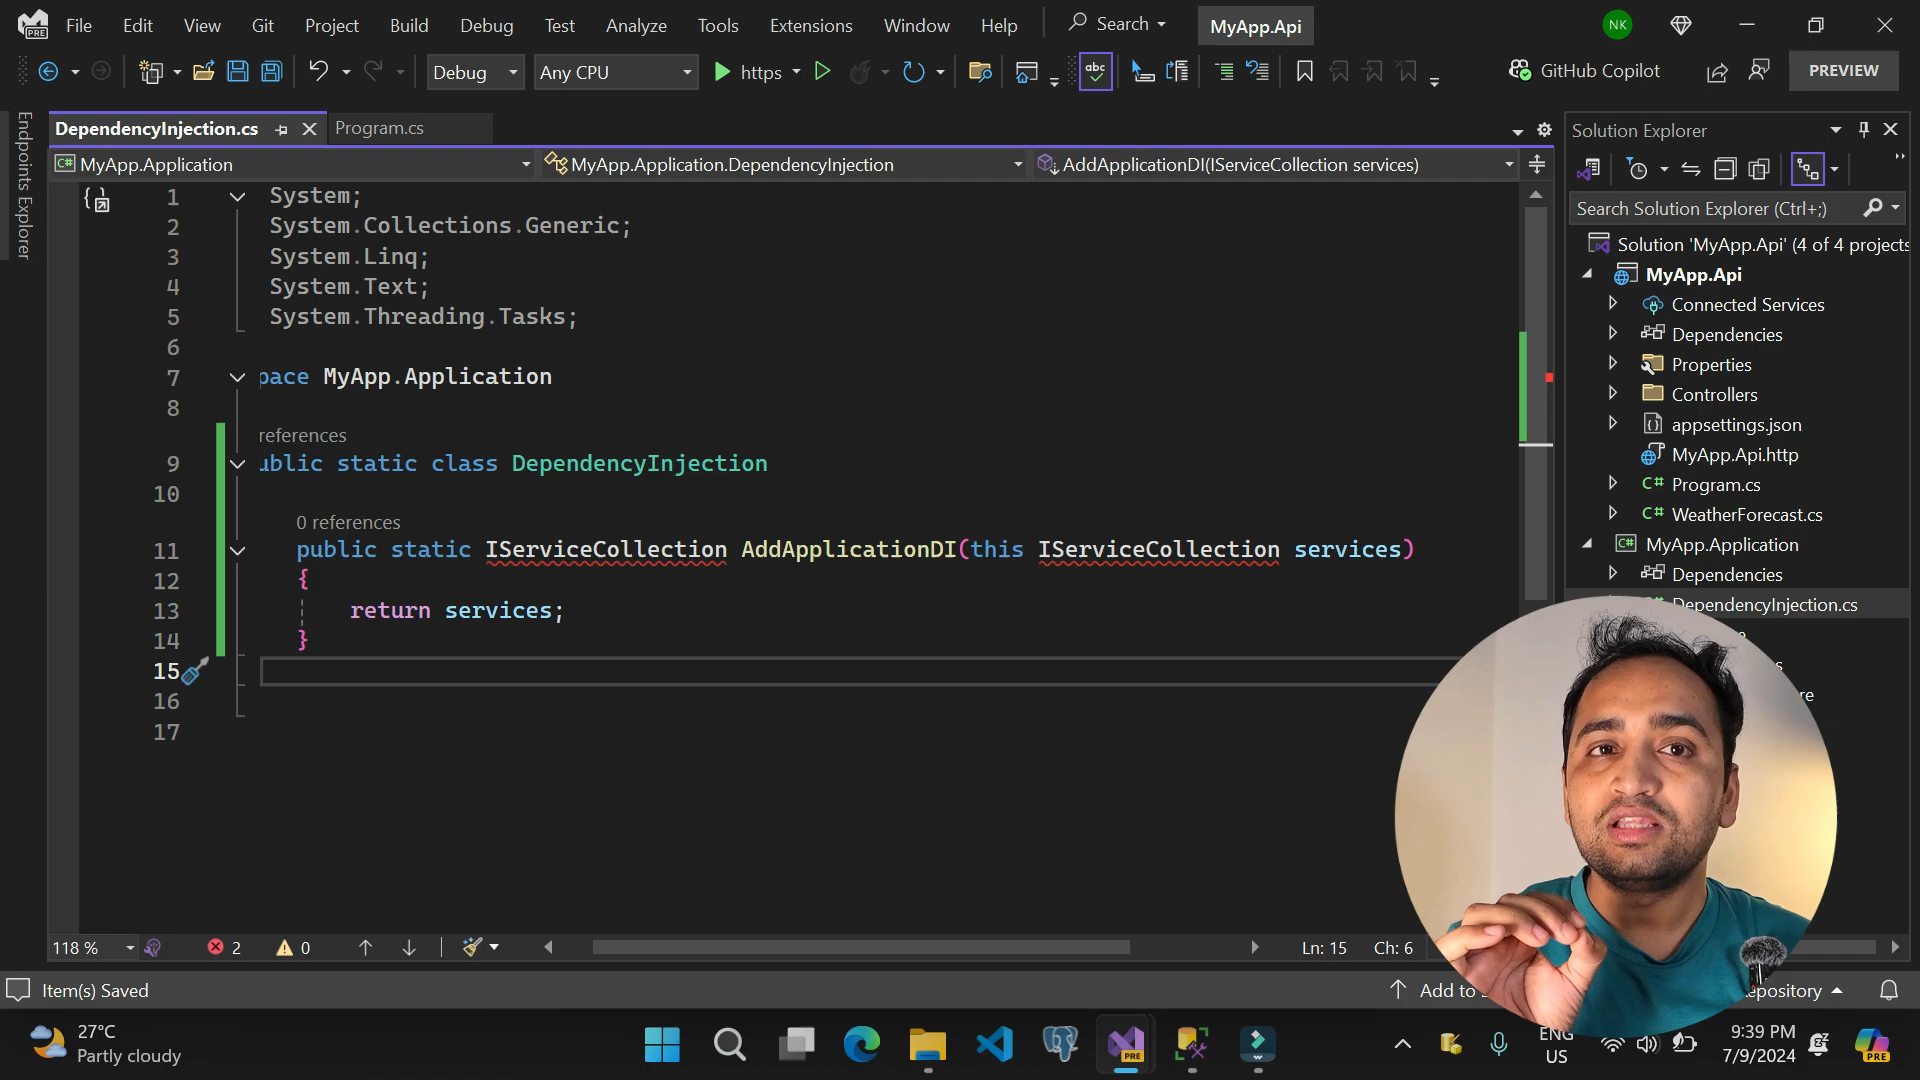 File Edit View Git Project Build Debug Test Analyze Tools Extensions Window Help Search MyApp.Api NK
Debug Any CPU https abc GitHub Copilot PREVIEW
Endpoints Explorer
DependencyInjection.cs Program.cs
MyApp.Application MyApp.Application.DependencyInjection AddApplicationDI(IServiceCollection services)
1 System;
2 System.Collections.Generic;
3 System.Linq;
4 System.Text;
5 System.Threading.Tasks;
6
7 pace MyApp.Application
8
references
9 ublic static class DependencyInjection
10
0 references
11 public static IServiceCollection AddApplicationDI(this IServiceCollection services)
12 {
13 return services;
14 }
15
16
17
118 % 2 0 Ln: 15 Ch: 6
Solution Explorer
Search Solution Explorer (Ctrl+;)
Solution 'MyApp.Api' (4 of 4 projects
MyApp.Api
Connected Services
Dependencies
Properties
Controllers
appsettings.json
MyApp.Api.http
C# Program.cs
C# WeatherForecast.cs
C# MyApp.Application
Dependencies
DependencyInjection.cs
Item(s) Saved Add to epository
27°C
Partly cloudy
PRE
ENG
US
9:39 PM
7/9/2024
PRE